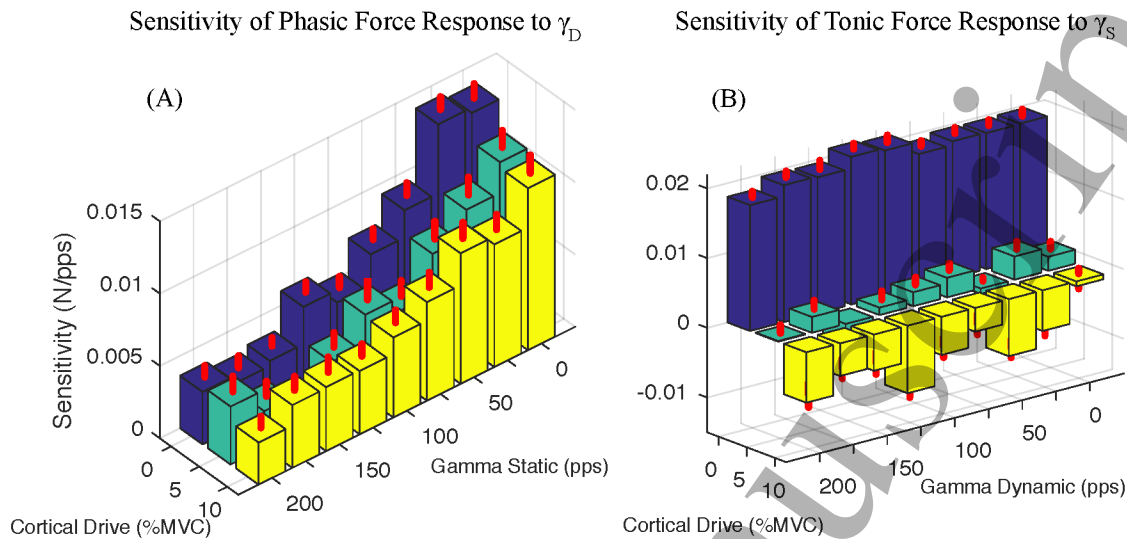 Sensitivity of Phasic Force Response to γD
Sensitivity of Tonic Force Response to γS
(A)
(B)
Sensitivity (N/pps)
0.015
0.01
0.005
0
0
5
10
Cortical Drive (%MVC)
200
150
100
50
0
Gamma Static (pps)
0.02
0.01
0
-0.01
0
5
10
Cortical Drive (%MVC)
200
150
100
50
0
Gamma Dynamic (pps)